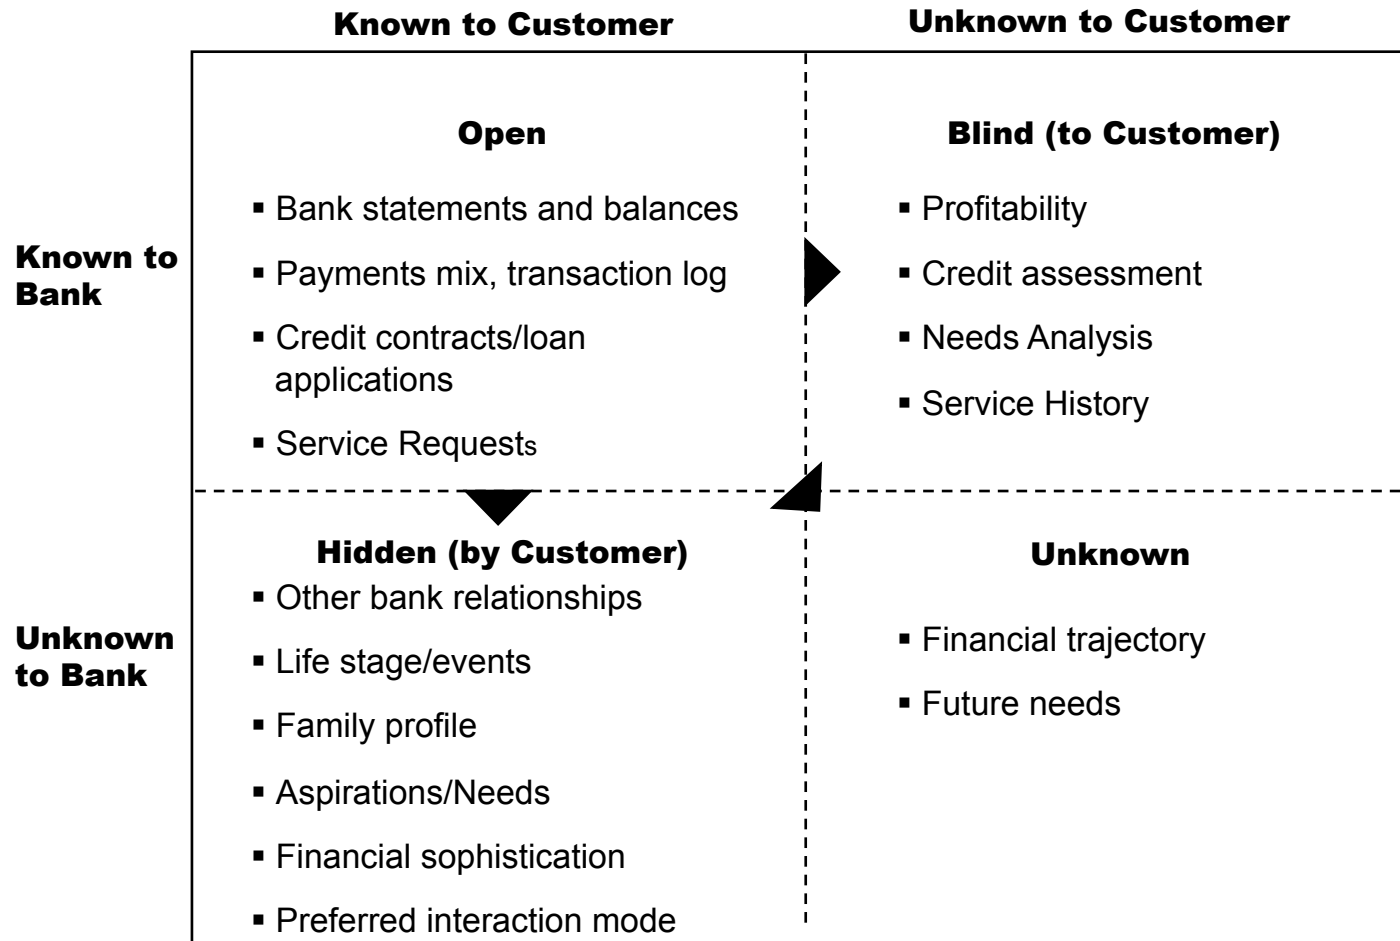 Known to Customer
Unknown to Customer
Known to
Bank
Open
▪ Bank statements and balances
▪ Payments mix, transaction log
▪ Credit contracts/loan
applications
▪ Service Requests
Blind (to Customer)
▪ Profitability
▪ Credit assessment
▪ Needs Analysis
▪ Service History
Unknown
to Bank
Hidden (by Customer)
▪ Other bank relationships
▪ Life stage/events
▪ Family profile
▪ Aspirations/Needs
▪ Financial sophistication
▪ Preferred interaction mode
Unknown
▪ Financial trajectory
▪ Future needs